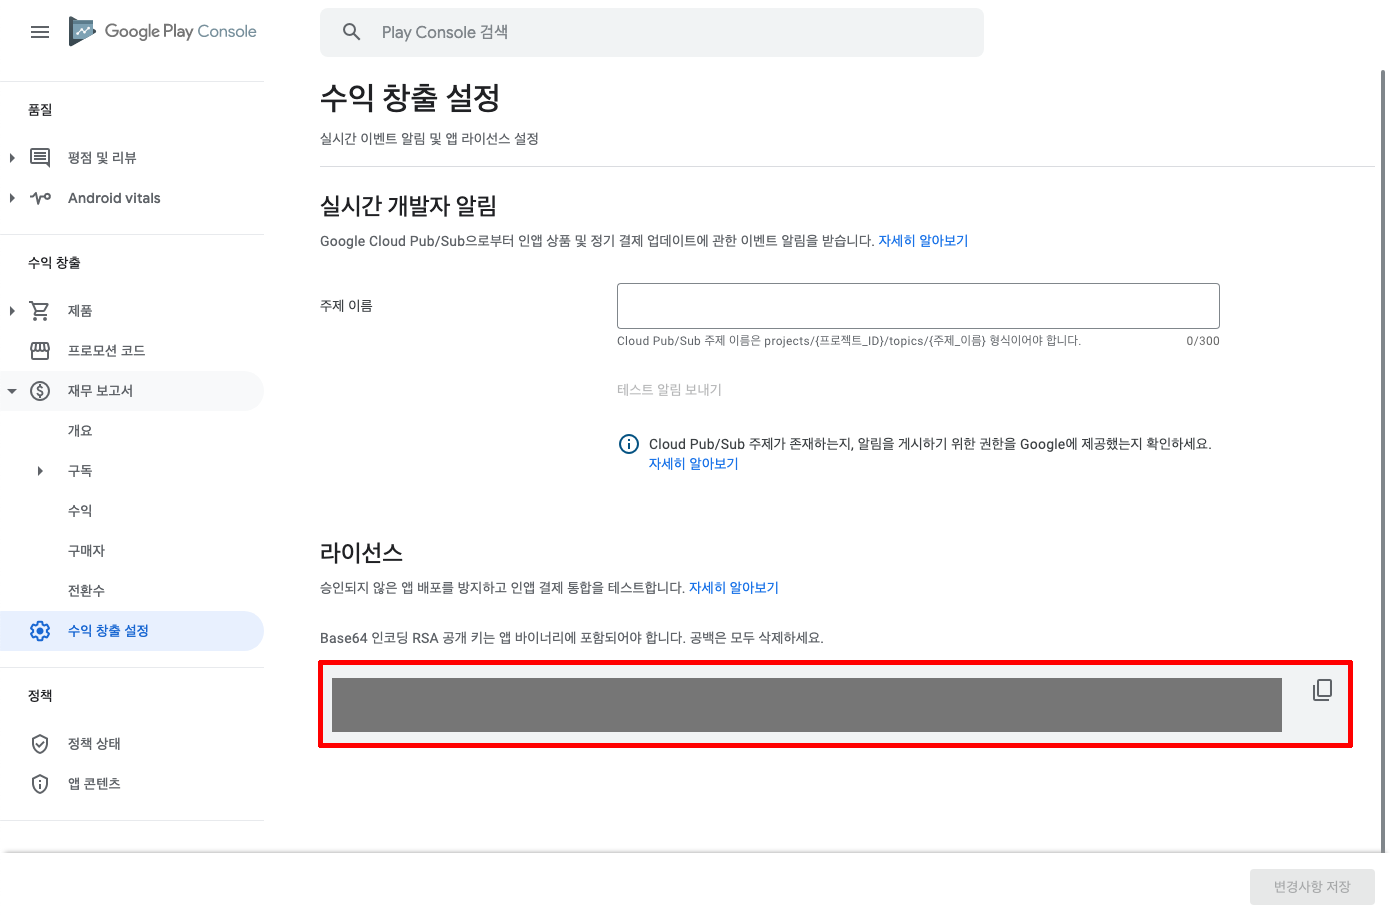 Google Play Console
Play Console 검색
품질
평점 및 리뷰
Android vitals
수익 창출
제품
프로모션 코드
재무 보고서
개요
구독
수익
구매자
전환수
수익 창출 설정
정책
정책 상태
앱 콘텐츠
수익 창출 설정
실시간 이벤트 알림 및 앱 라이선스 설정
실시간 개발자 알림
Google Cloud Pub/Sub으로부터 인앱 상품 및 정기 결제 업데이트에 관한 이벤트 알림을 받습니다. 자세히 알아보기
주제 이름
Cloud Pub/Sub 주제 이름은 projects/{프로젝트_ID}/topics/{주제_이름} 형식이어야 합니다. 0/300
테스트 알림 보내기
Cloud Pub/Sub 주제가 존재하는지, 알림을 게시하기 위한 권한을 Google에 제공했는지 확인하세요.
자세히 알아보기
라이선스
승인되지 않은 앱 배포를 방지하고 인앱 결제 통합을 테스트합니다. 자세히 알아보기
Base64 인코딩 RSA 공개 키는 앱 바이너리에 포함되어야 합니다. 공백은 모두 삭제하세요.
변경사항 저장